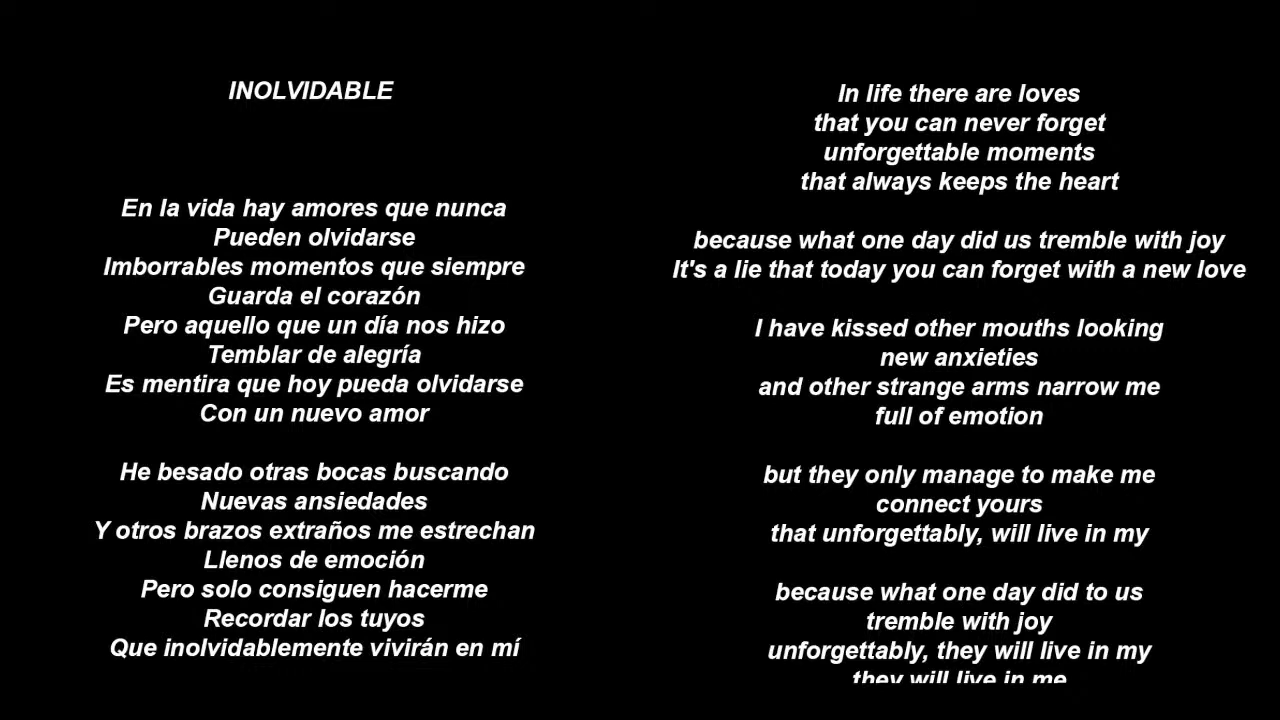 INOLVIDABLE
En la vida hay amores que nunca
Pueden olvidarse
Imborrables momentos que siempre
Guarda el corazón
Pero aquello que un día nos hizo
Temblar de alegría
Es mentira que hoy pueda olvidarse
Con un nuevo amor
He besado otras bocas buscando
Nuevas ansiedades
Y otros brazos extraños me estrechan
Llenos de emoción
Pero solo consiguen hacerme
Recordar los tuyos
Que inolvidablemente vivirán en mí
In life there are loves
that you can never forget
unforgettable moments
that always keeps the heart
because what one day did us tremble with joy
It's a lie that today you can forget with a new love
I have kissed other mouths looking
new anxieties
and other strange arms narrow me
full of emotion
but they only manage to make me
connect yours
that unforgettably, will live in my
because what one day did to us
tremble with joy
unforgettably, they will live in my
they will live in me